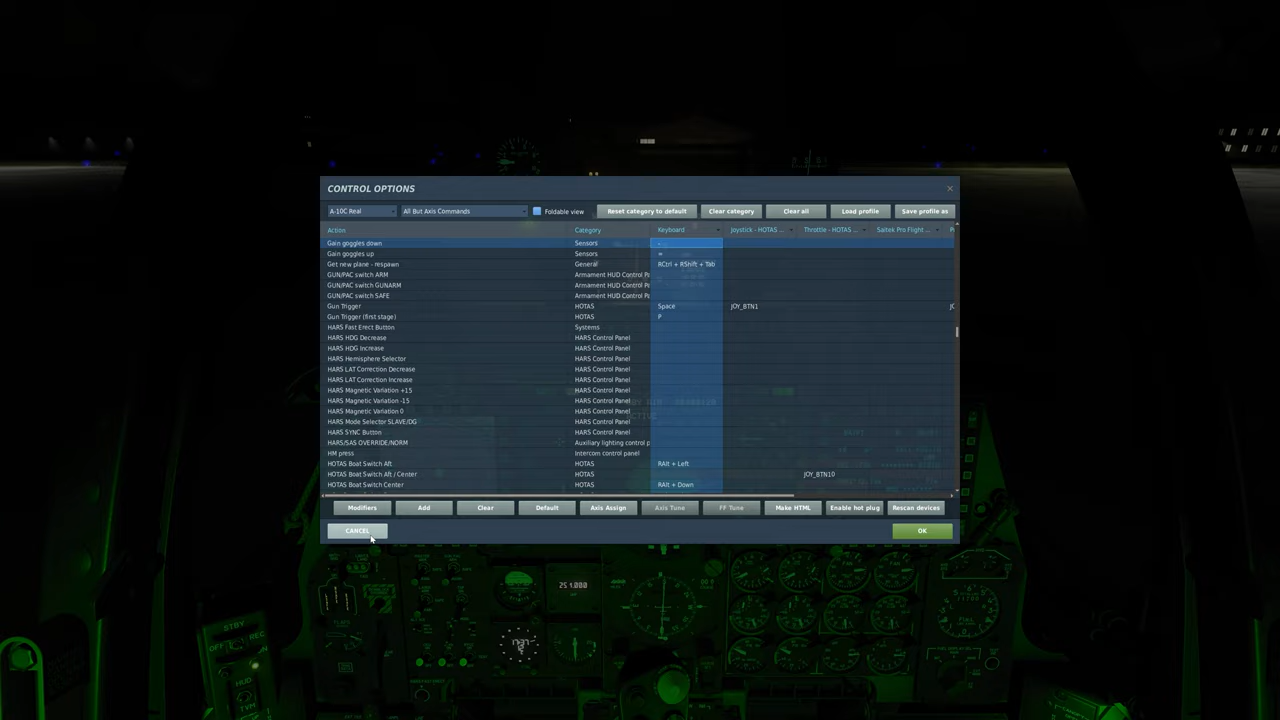 CONTROL OPTIONS
×
A-10C Real All But Axis Commands Foldable view Reset category to default Clear category Clear all Load profile Save profile as
Action Category Keyboard Joystick - HOTAS ... Throttle - HOTAS ... Saitek Pro Flight ...
Gain goggles down Sensors -
Gain goggles up Sensors =
Get new plane - respawn General RCtrl + RShift + Tab
GUN/PAC switch ARM Armament HUD Control Pa
GUN/PAC switch GUNARM Armament HUD Control Pa
GUN/PAC switch SAFE Armament HUD Control Pa
Gun Trigger HOTAS Space JOY_BTN1
Gun Trigger (first stage) HOTAS P
HARS Fast Erect Button Systems
HARS HDG Decrease HARS Control Panel
HARS HDG Increase HARS Control Panel
HARS Hemisphere Selector HARS Control Panel
HARS LAT Correction Decrease HARS Control Panel
HARS LAT Correction Increase HARS Control Panel
HARS Magnetic Variation +15 HARS Control Panel
HARS Magnetic Variation -15 HARS Control Panel
HARS Magnetic Variation 0 HARS Control Panel
HARS Mode Selector SLAVE/DG HARS Control Panel
HARS SYNC Button HARS Control Panel
HARS/SAS OVERRIDE/NORM Auxiliary lighting control p
HM press Intercom control panel
HOTAS Boat Switch Aft HOTAS RAlt + Left
HOTAS Boat Switch Aft / Center HOTAS JOY_BTN10
HOTAS Boat Switch Center HOTAS RAlt + Down
Modifiers Add Clear Default Axis Assign Axis Tune FF Tune Make HTML Enable hot plug Rescan devices
CANCEL OK
251.000
STBY
OFF
REC
HUD
TVM